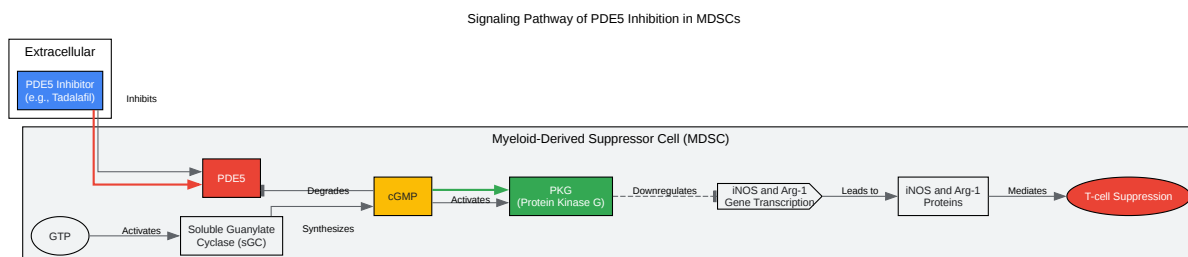 Signaling Pathway of PDE5 Inhibition in MDSCs
Extracellular
PDE5 Inhibitor
(e.g., Tadalafil)
Inhibits
Myeloid-Derived Suppressor Cell (MDSC)
PDE5
Degrades
cGMP
Activates
PKG
(Protein Kinase G)
Downregulates
iNOS and Arg-1
Gene Transcription
Leads to
iNOS and Arg-1
Proteins
Mediates
T-cell Suppression
GTP
Activates
Soluble Guanylate
Cyclase (sGC)
Synthesizes